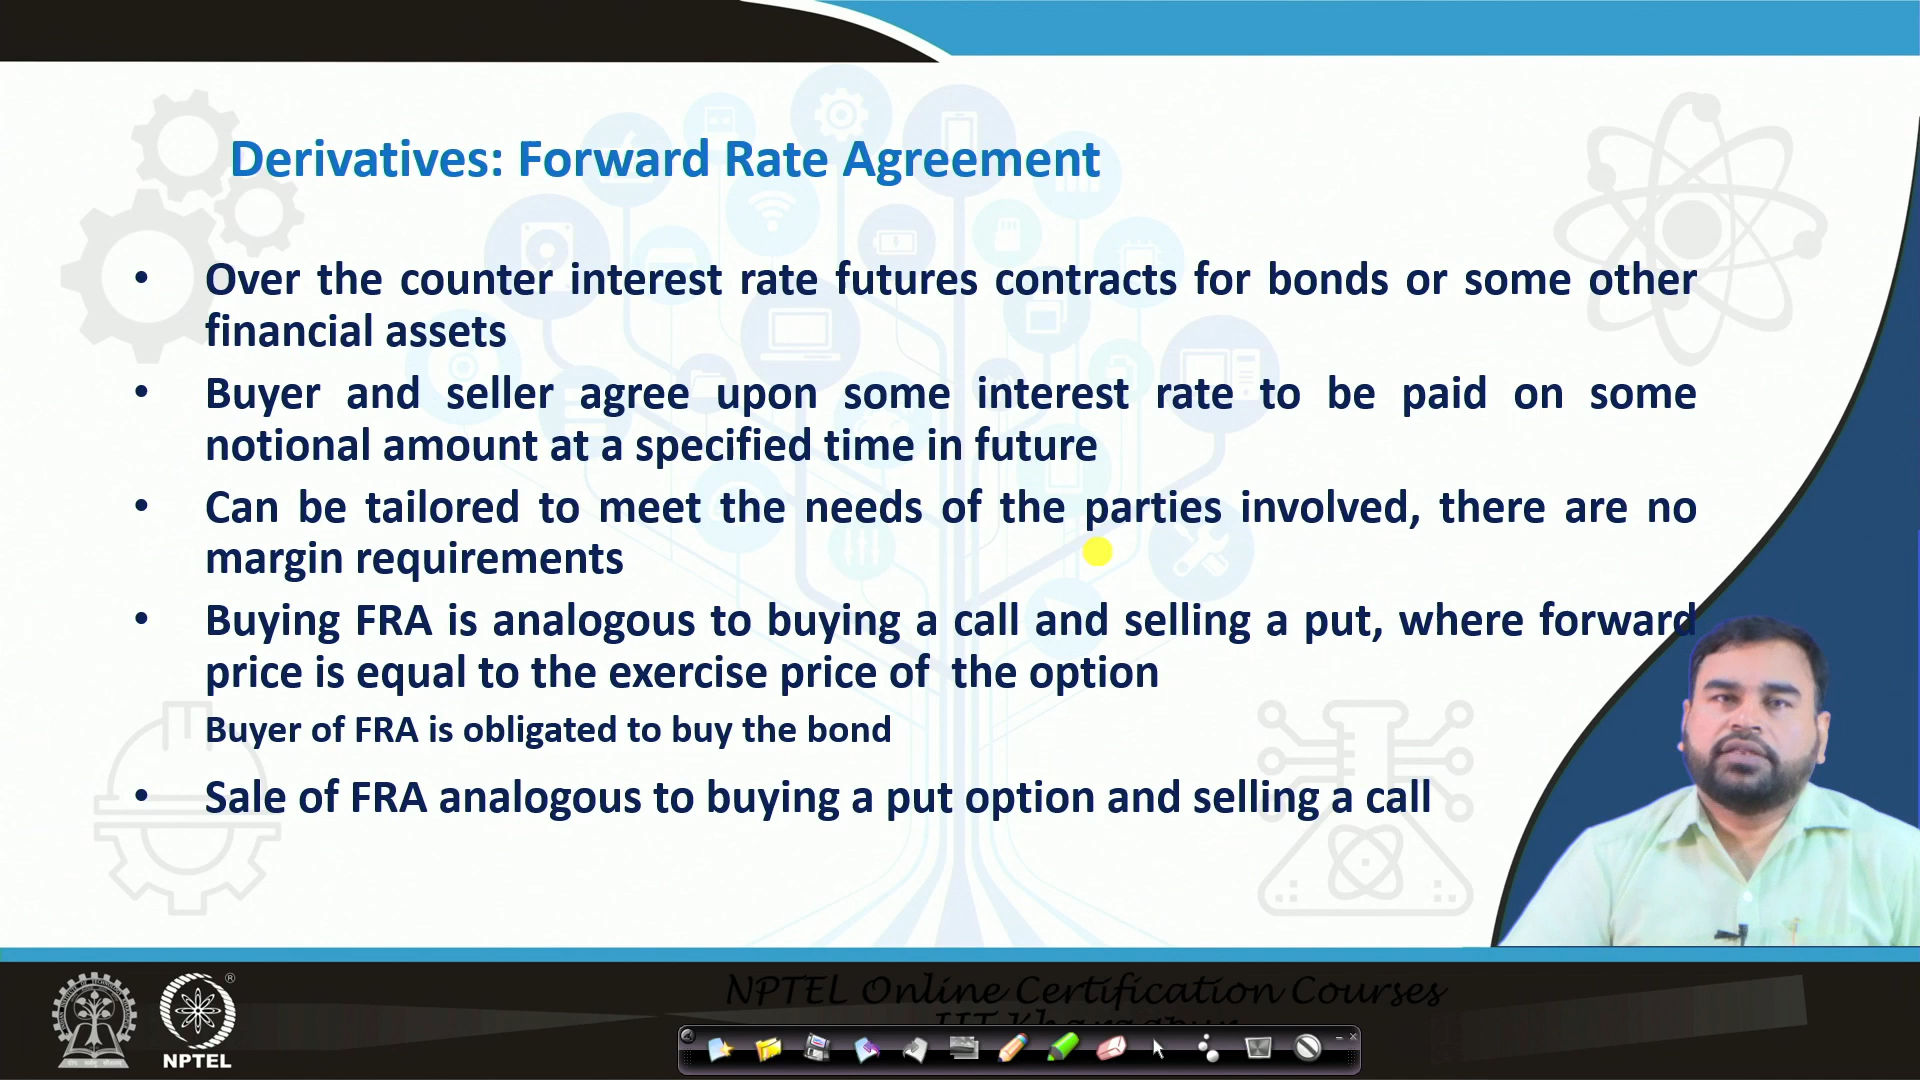 Derivatives: Forward Rate Agreement
• Over the counter interest rate futures contracts for bonds or some other
financial assets
• Buyer and seller agree upon some interest rate to be paid on some
notional amount at a specified time in future
• Can be tailored to meet the needs of the parties involved, there are no
margin requirements
• Buying FRA is analogous to buying a call and selling a put, where forward
price is equal to the exercise price of the option
Buyer of FRA is obligated to buy the bond
• Sale of FRA analogous to buying a put option and selling a call
NPTEL Online Certification Courses
IIT Kharagpur
®
NPTEL